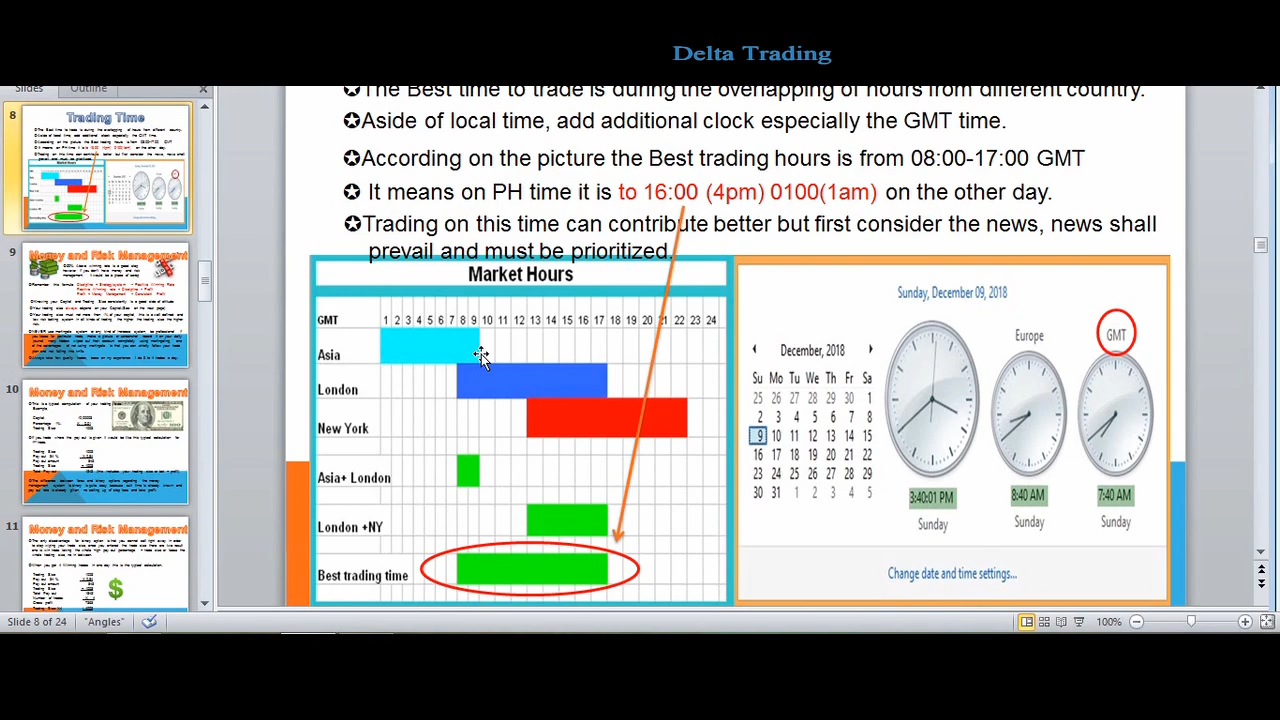 Delta Trading
Slides Outline
8
Trading Time
9
Money and Risk Management
10
11
Money and Risk Management
✪The Best time to trade is during the overlapping of hours from different country.
✪Aside of local time, add additional clock especially the GMT time.
✪According on the picture the Best trading hours is from 08:00-17:00 GMT
✪ It means on PH time it is to 16:00 (4pm) 0100(1am) on the other day.
✪Trading on this time can contribute better but first consider the news, news shall
prevail and must be prioritized.
Market Hours
GMT 1 2 3 4 5 6 7 8 9 10 11 12 13 14 15 16 17 18 19 20 21 22 23 24
Asia
London
New York
Asia+ London
London +NY
Best trading time
Sunday, December 09, 2018
December, 2018
Su Mo Tu We Th Fr Sa
25 26 27 28 29 30 1
2 3 4 5 6 7 8
9 10 11 12 13 14 15
16 17 18 19 20 21 22
23 24 25 26 27 28 29
30 31 1 2 3 4 5
Europe
GMT
3:40:01 PM
Sunday
8:40 AM
Sunday
7:40 AM
Sunday
Change date and time settings...
Slide 8 of 24 "Angles" 100%